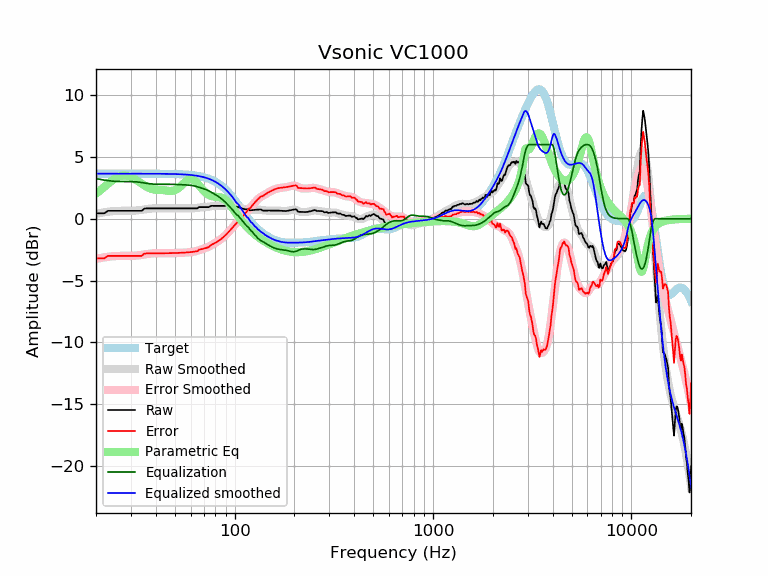 Vsonic VC1000
Amplitude (dBr)
10
5
0
−5
−10
−15
−20
Target
Raw Smoothed
Error Smoothed
Raw
Error
Parametric Eq
Equalization
Equalized smoothed
100
1000
10000
Frequency (Hz)